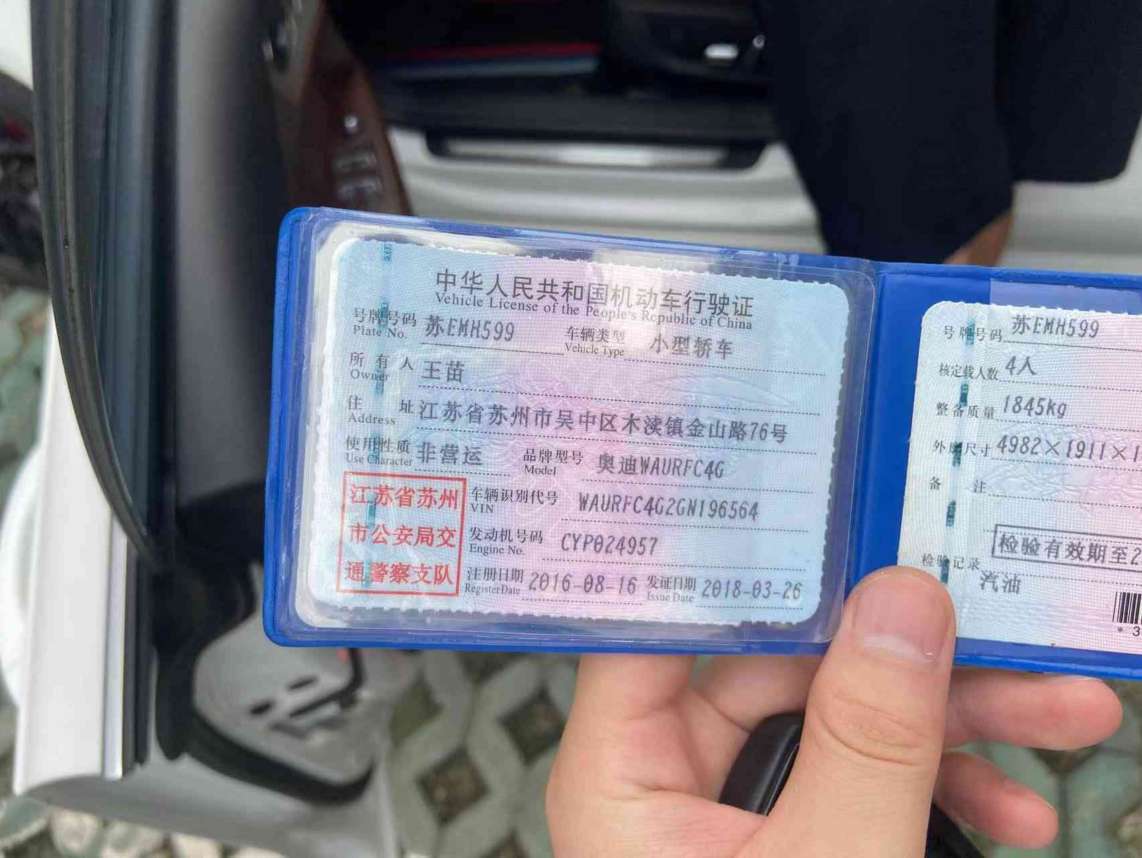 中华人民共和国机动车行驶证
Vehicle License of the People's Republic of China
号牌号码 苏EMH599 车辆类型 小型轿车
Plate No. Vehicle Type
所有人 王苗
Owner
住址 江苏省苏州市吴中区木渎镇金山路76号
Address
使用性质 非营运 品牌型号 奥迪WAURFC4G
Use Character Model
江苏省苏州
市公安局交
通警察支队
车辆识别代号 WAURFC4G2GN196564
VIN
发动机号码 CYP024957
Engine No.
注册日期 2016-08-16 发证日期 2018-03-26
Register Date Issue Date
号牌号码 苏EMH599
核定载人数 4人
整备质量 1845kg
外廓尺寸 4982×1911×1
备注
检验有效期至2
检验记录
汽油
*3